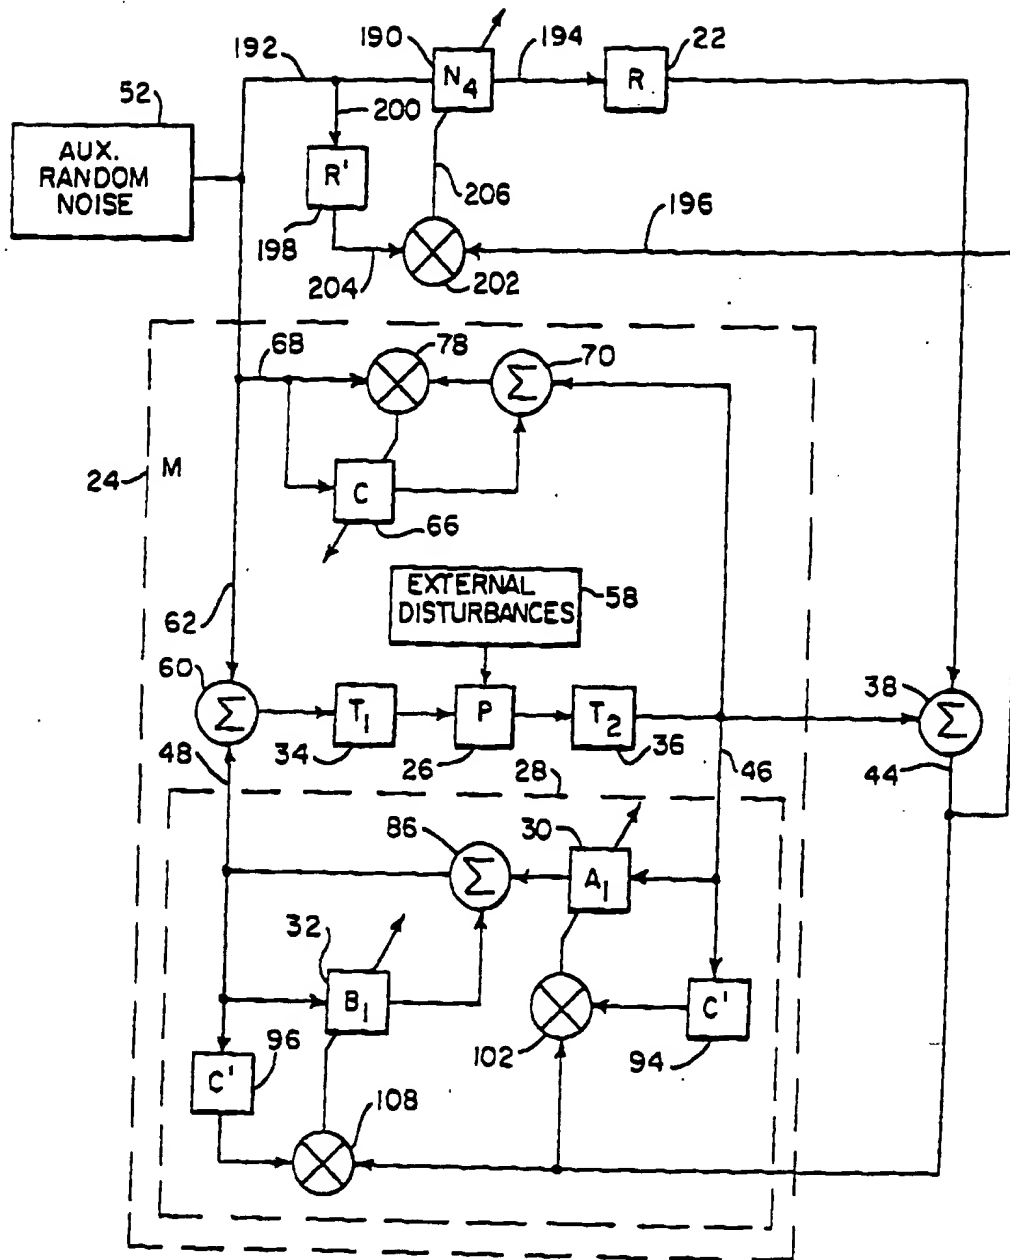 192
190
194
22
52
N4
R
200
AUX.
RANDOM
NOISE
R'
206
196
198
204
202
68
78
70
24
M
C
66
EXTERNAL
DISTURBANCES
58
62
60
Σ
T1
P
T2
38
Σ
34
26
28
36
46
44
48
86
30
Σ
A1
32
B1
C'
102
94
C'
96
108
Σ